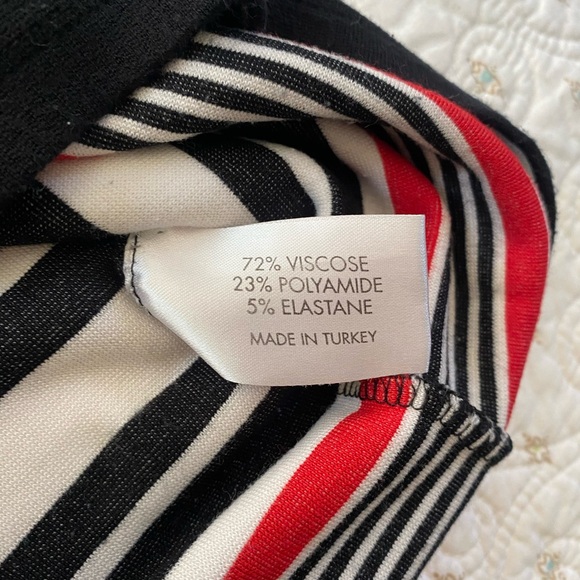 72% VISCOSE
23% POLYAMIDE
5% ELASTANE
MADE IN TURKEY